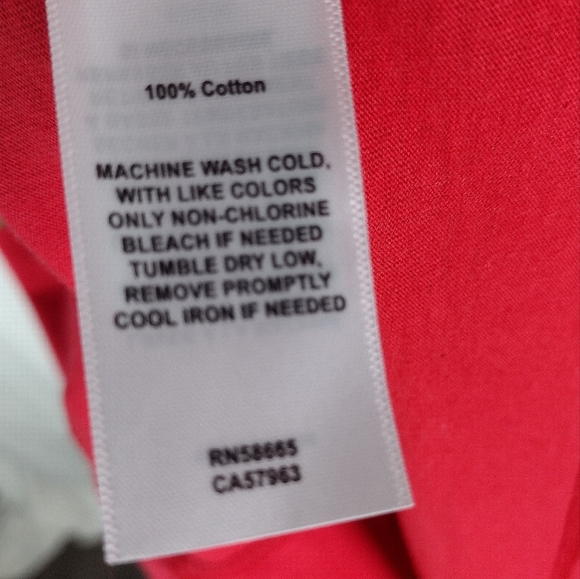 100% Cotton
MACHINE WASH COLD,
WITH LIKE COLORS
ONLY NON-CHLORINE
BLEACH IF NEEDED
TUMBLE DRY LOW,
REMOVE PROMPTLY
COOL IRON IF NEEDED
RN58665
CA57963